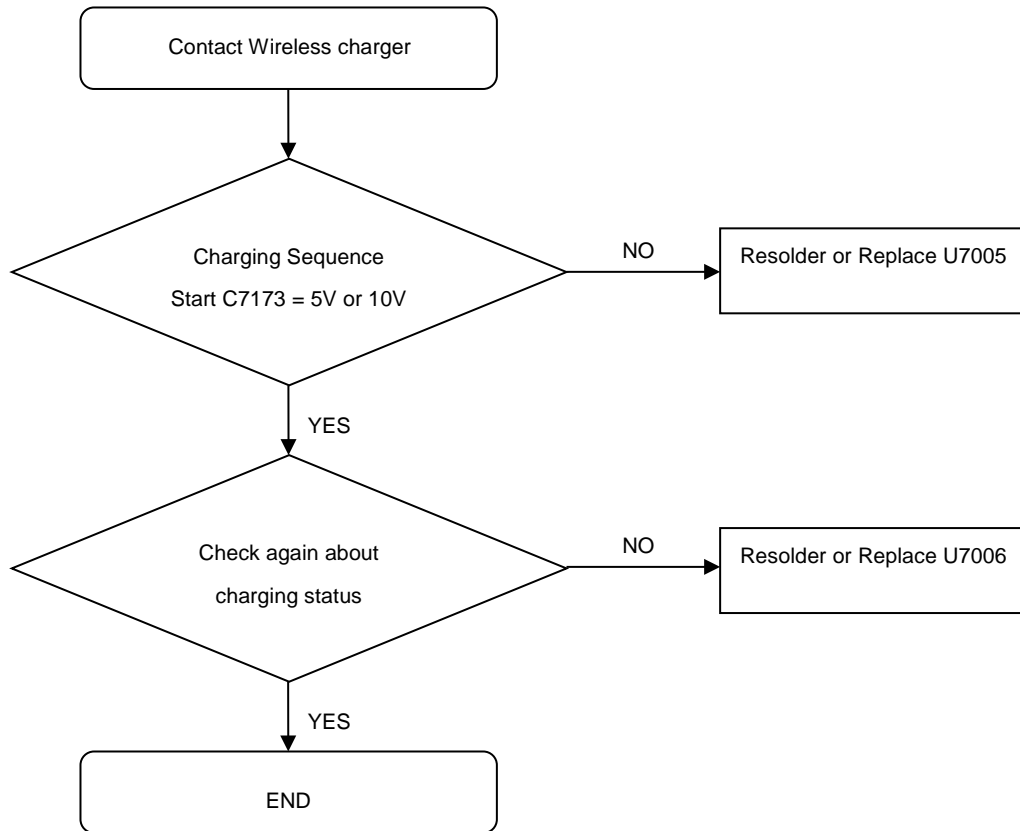 Contact Wireless charger
Charging Sequence
Start C7173 = 5V or 10V
NO
Resolder or Replace U7005
YES
Check again about
charging status
NO
Resolder or Replace U7006
YES
END